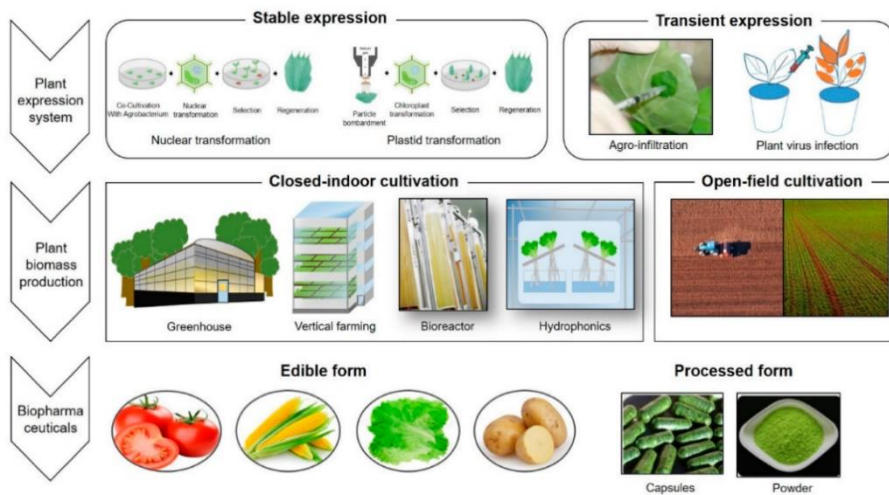 Stable expression
Transient expression
Plant
expression
system
Co-Cultivation
With Agrobacterium
Nuclear
transformation
Selection
Regeneration
Particle
bombardment
Chloroplast
transformation
Selection
Regeneration
Nuclear transformation
Plastid transformation
Agro-infiltration
Plant virus infection
Closed-indoor cultivation
Open-field cultivation
Plant
biomass
production
Greenhouse
Vertical farming
Bioreactor
Hydrophonics
Edible form
Processed form
Biopharma
ceuticals
Capsules
Powder